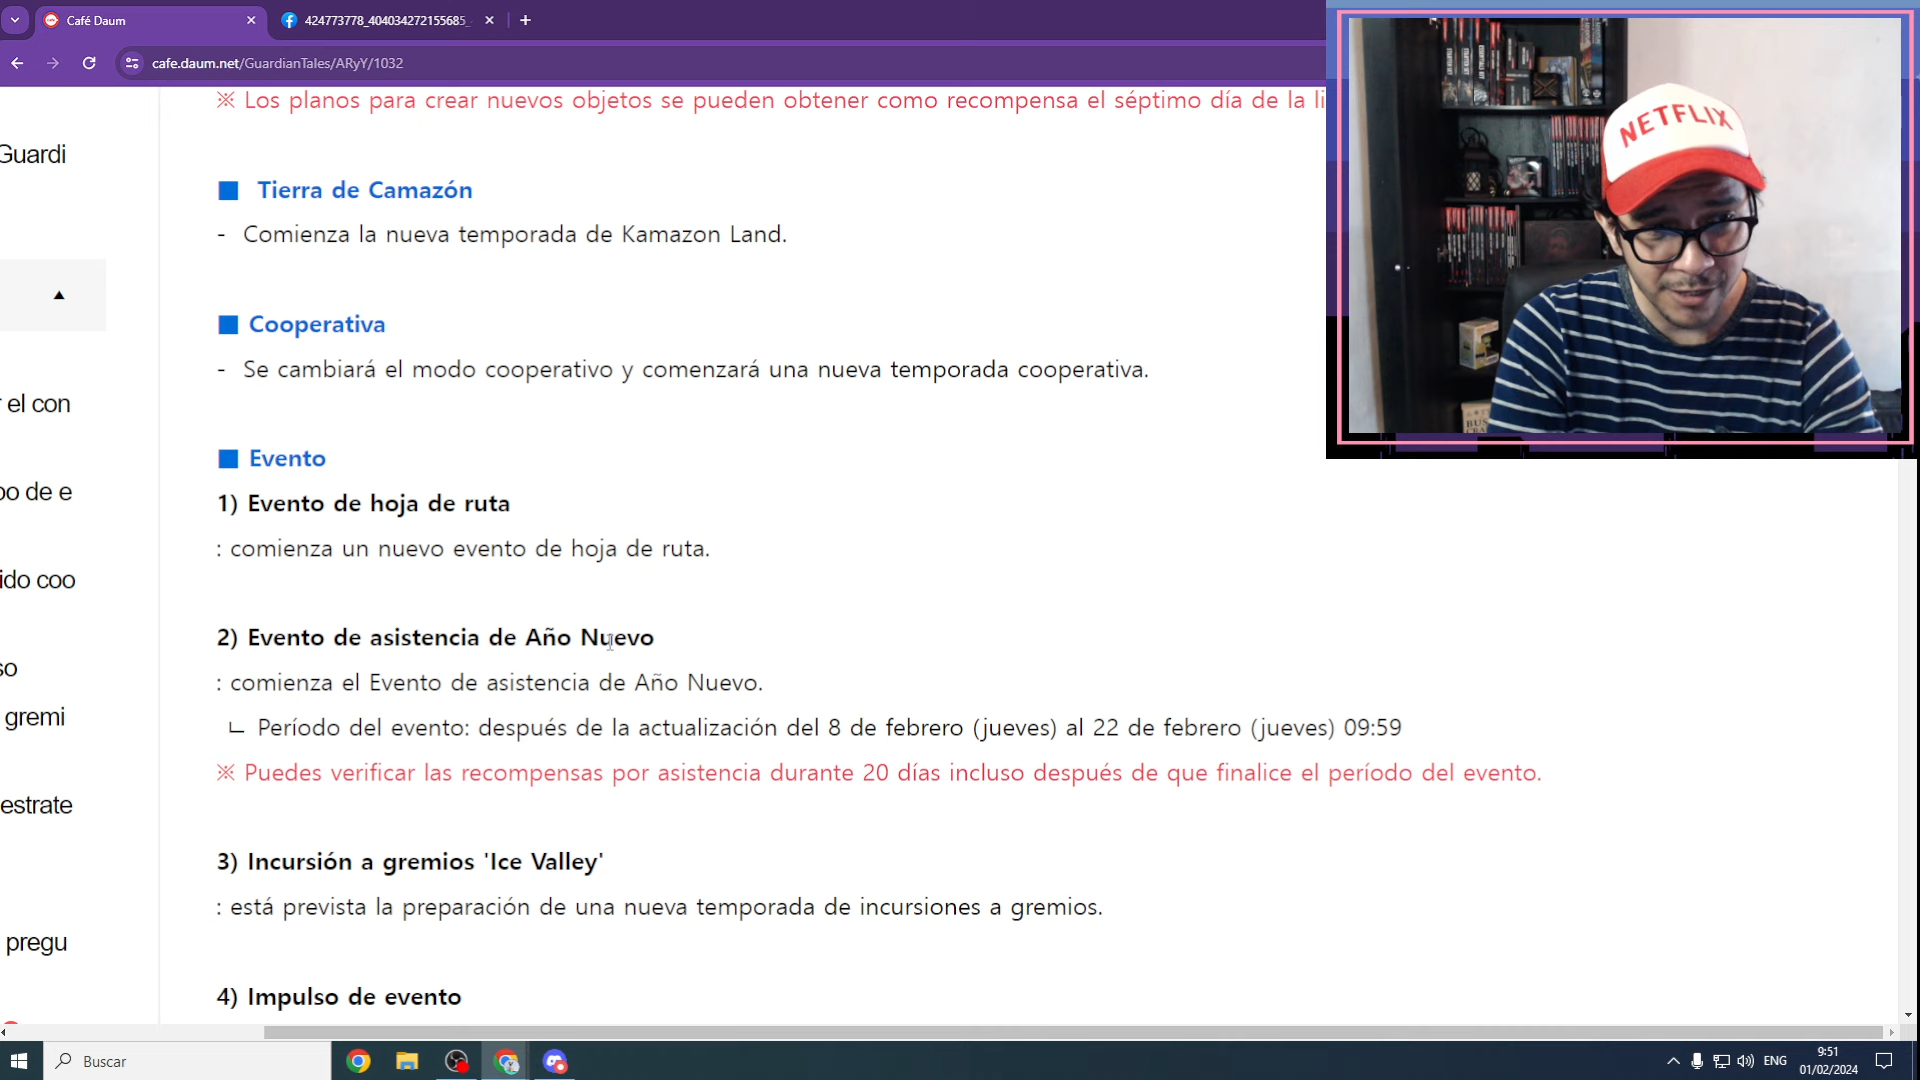 Café Daum
424773778_404034272155685_
cafe.daum.net/GuardianTales/ARyY/1032
※ Los planos para crear nuevos objetos se pueden obtener como recompensa el séptimo día de la li
Guardi
■ Tierra de Camazón
- Comienza la nueva temporada de Kamazon Land.
▲
■ Cooperativa
- Se cambiará el modo cooperativo y comenzará una nueva temporada cooperativa.
r el con
■ Evento
po de e
1) Evento de hoja de ruta
: comienza un nuevo evento de hoja de ruta.
ido coo
2) Evento de asistencia de Año Nuevo
so
: comienza el Evento de asistencia de Año Nuevo.
gremi
ㄴ Período del evento: después de la actualización del 8 de febrero (jueves) al 22 de febrero (jueves) 09:59
※ Puedes verificar las recompensas por asistencia durante 20 días incluso después de que finalice el período del evento.
estrate
3) Incursión a gremios 'Ice Valley'
: está prevista la preparación de una nueva temporada de incursiones a gremios.
pregu
4) Impulso de evento
NETFLIX
Buscar
ENG
9:51
01/02/2024